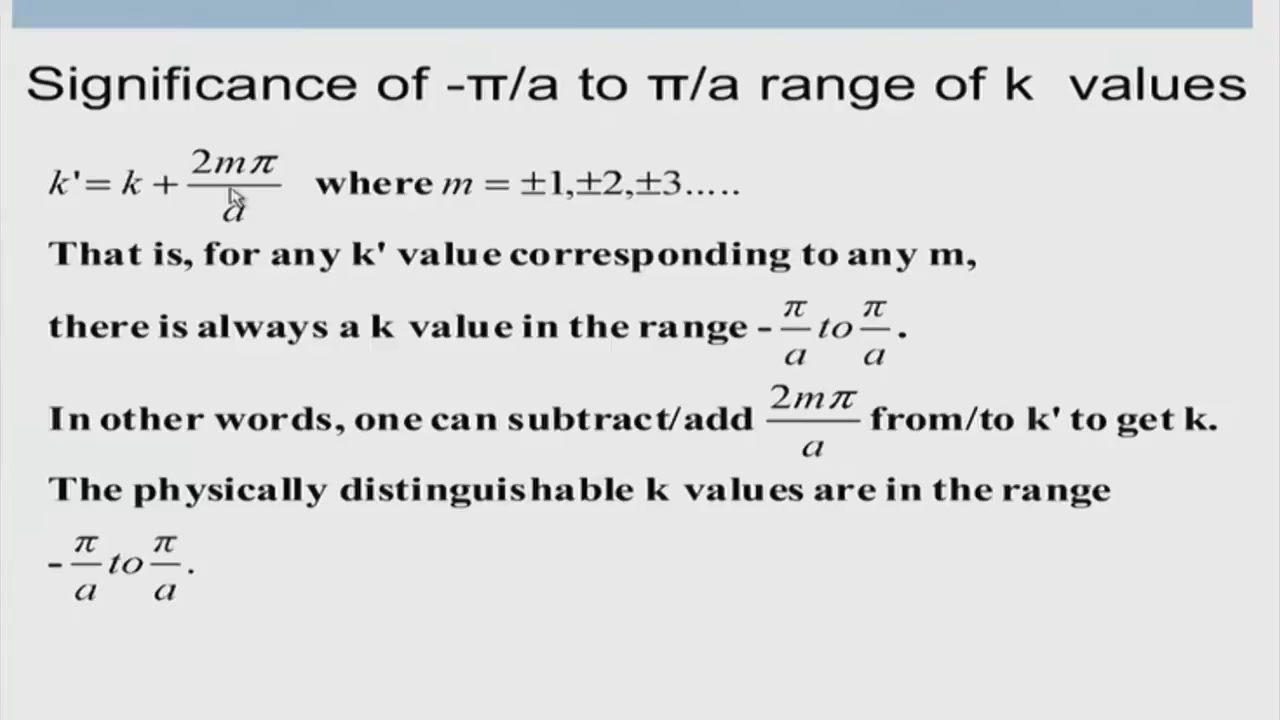 Significance of -π/a to π/a range of k values
k'= k + 2mπ/a where m = ±1,±2,±3.....
That is, for any k' value corresponding to any m,
there is always a k value in the range - π/a to π/a .
In other words, one can subtract/add 2mπ/a from/to k' to get k.
The physically distinguishable k values are in the range
- π/a to π/a .